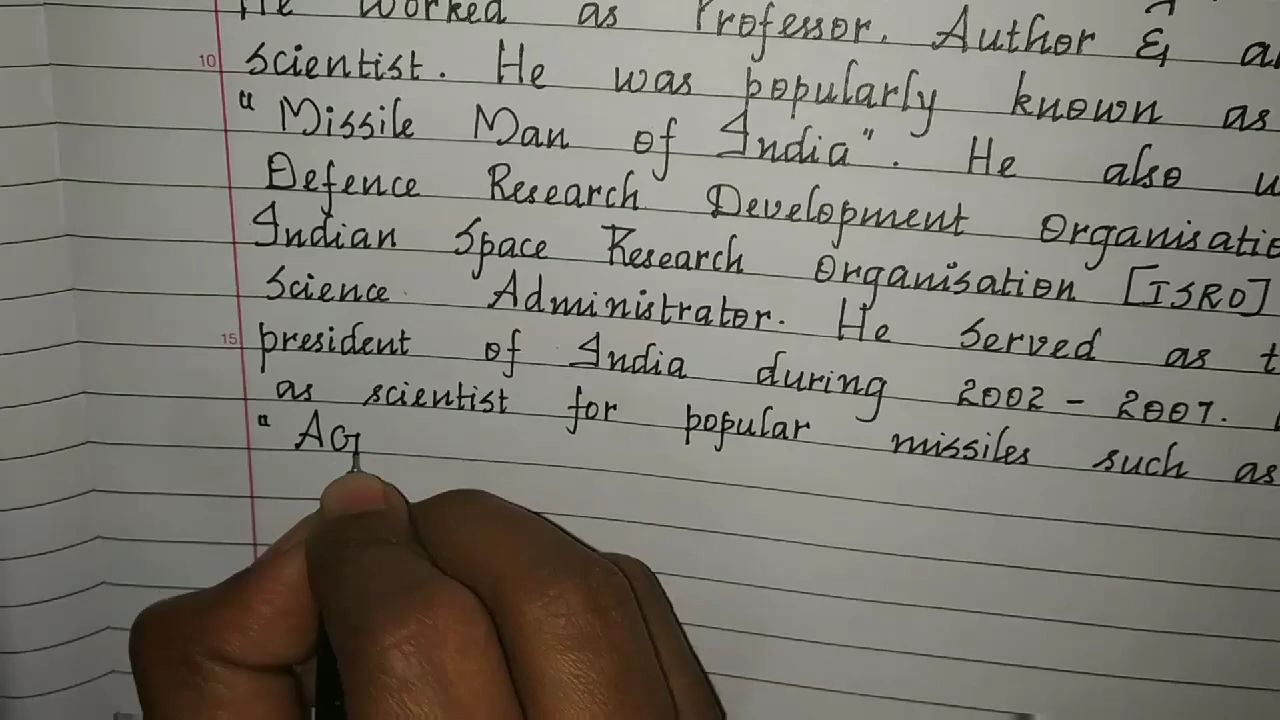 He worked as Professor, Author &
10 scientist. He was popularly known as
"Missile Man of India". He also
Defence Research Development Organisatio
Indian Space Research Organisation [ISRO]
Science Administrator. He served as t
15 president of India during 2002 - 2007.
as scientist for popular missiles such as
" AG